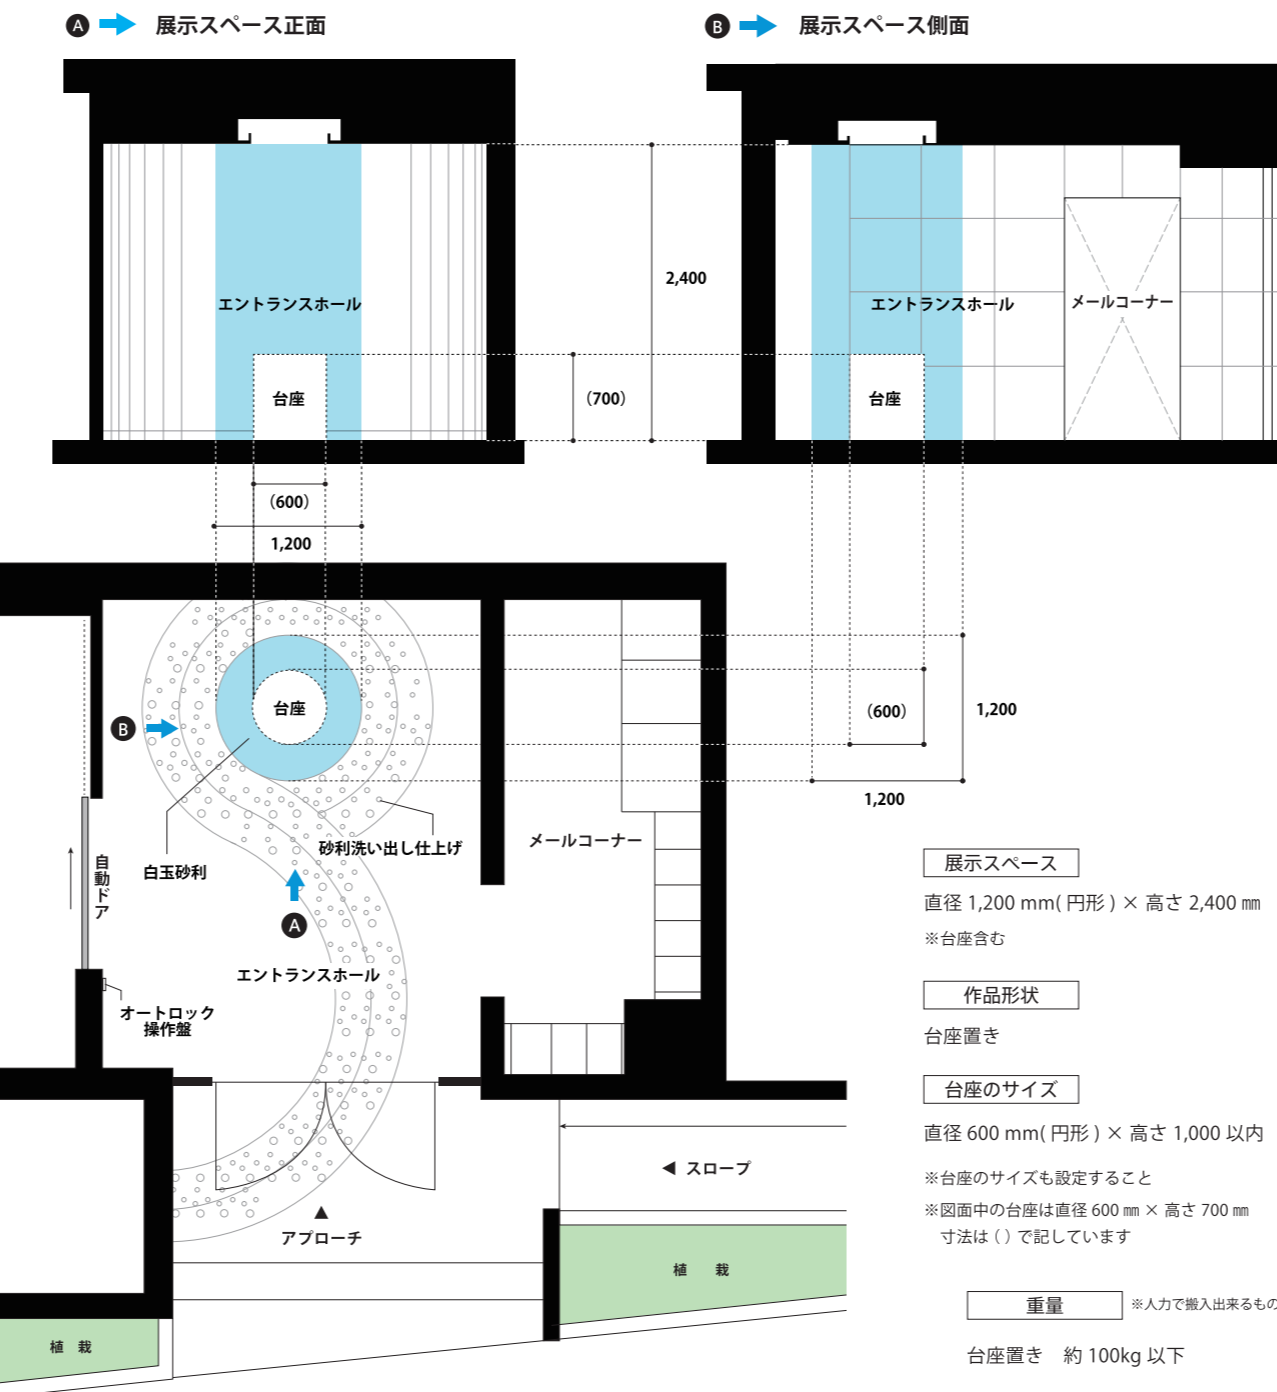 A 展示スペース正面
B 展示スペース側面
エントランスホール
台座
2,400
(700)
エントランスホール
メールコーナー
台座
(600)
1,200
台座
B
(600)
1,200
1,200
白玉砂利
砂利洗い出し仕上げ
メールコーナー
自動ドア
A
エントランスホール
オートロック
操作盤
スロープ
アプローチ
植 栽
植 栽
展示スペース
直径 1,200 mm( 円形 ) × 高さ 2,400 ㎜
※台座含む
作品形状
台座置き
台座のサイズ
直径 600 mm( 円形 ) × 高さ 1,000 以内
※台座のサイズも設定すること
※図面中の台座は直径 600 ㎜ × 高さ 700 ㎜
寸法は ( ) で記しています
重量 ※人力で搬入出来るもの
台座置き 約 100kg 以下